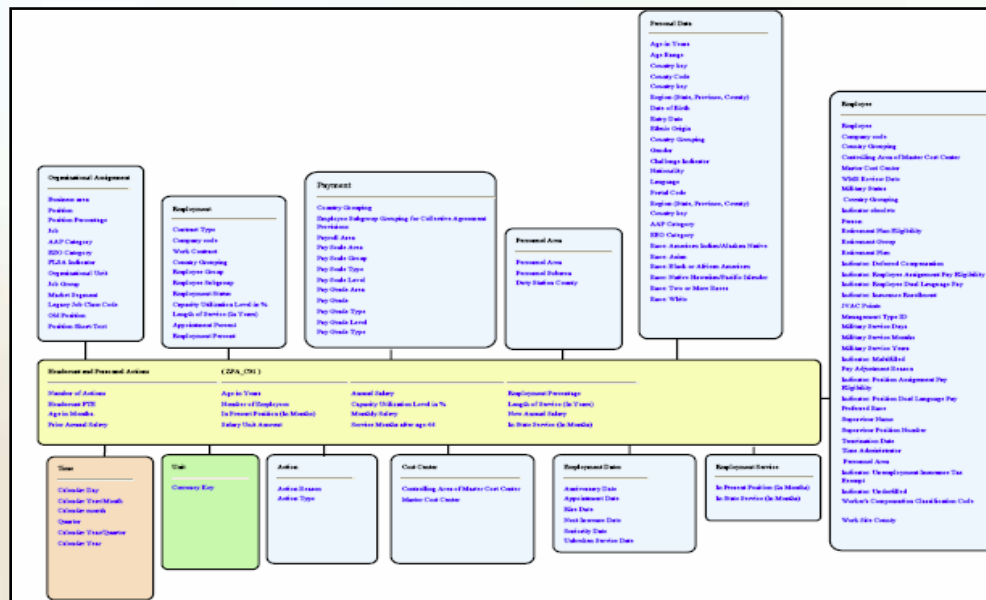 Personal Data
Age in Years
Age Range
Country key
County Code
Country key
Region (State, Province, County)
Date of Birth
Entry Date
Ethnic Origin
Country Grouping
Gender
Challenge Indicator
Nationality
Language
Postal Code
Region (State, Province, County)
Country key
AAP Category
EEO Category
Race: American Indian/Alaskan Native
Race: Asian
Race: Black or African American
Race: Native Hawaiian/Pacific Islander
Race: Two or More Races
Race: White
Employee
Employee
Company code
Country Grouping
Controlling Area of Master Cost Center
Master Cost Center
Review Date
Military Status
Country Grouping
Indicator obsolete
Person
Retirement Plan Eligibility
Retirement Group
Retirement Plan
Indicator: Deferred Compensation
Indicator: Employee Assignment Pay Eligibility
Indicator: Employee Dual Language Pay
Indicator: Insurance Enrollment
Points
Management Type ID
Military Service Days
Military Service Months
Military Service Years
Indicator: Multifilled
Pay Adjustment Reason
Indicator: Position Assignment Pay
Eligibility
Indicator: Position Dual Language Pay
Preferred Race
Supervisor Name
Supervisor Position Number
Termination Date
Time Administrator
Personnel Area
Indicator: Unemployment Insurance Tax
Exempt
Indicator: Underfilled
Worker's Compensation Classification Code
Work Site County
Organizational Assignment
Business area
Position
Position Percentage
Job
AAP Category
EEO Category
FLSA Indicator
Organizational Unit
Job Group
Market Segment
Legacy Job Class Code
Old Position
Position Short Text
Employment
Contract Type
Company code
Work Contract
Country Grouping
Employee Group
Employee Subgroup
Employment Status
Capacity Utilization Level in %
Length of Service (In Years)
Appointment Percent
Employment Percent
Payment
Country Grouping
Employee Subgroup Grouping for Collective Agreement
Provisions
Payroll Area
Pay Scale Area
Pay Scale Group
Pay Scale Type
Pay Scale Level
Pay Grade Area
Pay Grade
Pay Grade Type
Pay Grade Level
Pay Grade Type
Personnel Area
Personnel Area
Personnel Subarea
Duty Station County
Headcount and Personnel Actions (ZPA_C01)
Number of Actions
Headcount FTE
Age in Months
Prior Annual Salary
Age in Years
Number of Employees
In Present Position (In Months)
Salary Unit Amount
Annual Salary
Capacity Utilization Level in %
Monthly Salary
Service Months after age
Employment Percentage
Length of Service (In Years)
New Annual Salary
In State Service (In Months)
Time
Calendar Day
Calendar Year/Month
Calendar month
Quarter
Calendar Year/Quarter
Calendar Year
Unit
Currency Key
Action
Action Reason
Action Type
Cost Center
Controlling Area of Master Cost Center
Master Cost Center
Employment Dates
Anniversary Date
Appointment Date
Hire Date
Next Increase Date
Seniority Date
Unbroken Service Date
Employment Service
In Present Position (In Months)
In State Service (In Months)